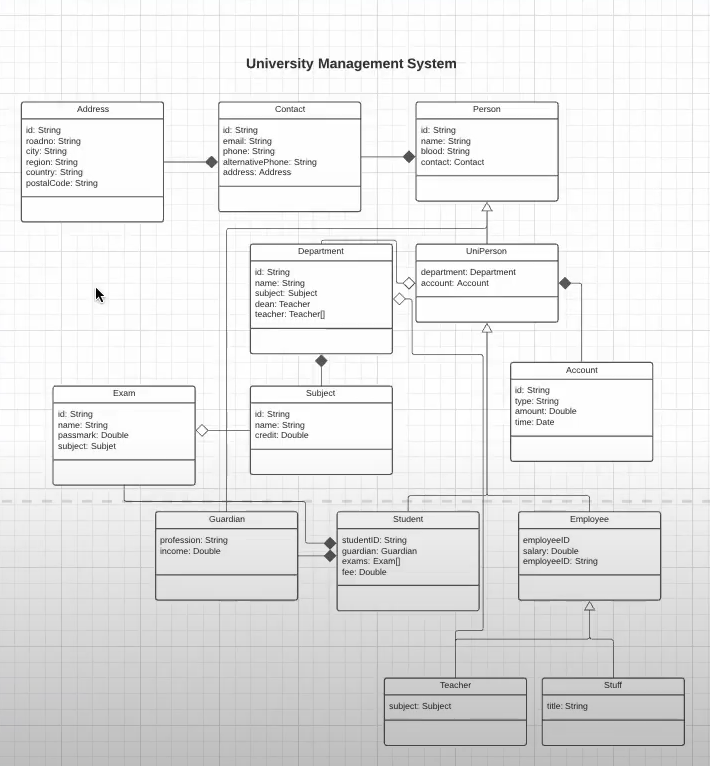 University Management System
Address
id: String
roadno: String
city: String
region: String
country: String
postalCode: String
Contact
id: String
email: String
phone: String
alternativePhone: String
address: Address
Person
id: String
name: String
blood: String
contact: Contact
Department
id: String
name: String
subject: Subject
dean: Teacher
teacher: Teacher[]
UniPerson
department: Department
account: Account
Account
id: String
type: String
amount: Double
time: Date
Exam
id: String
name: String
passmark: Double
subject: Subjet
Subject
id: String
name: String
credit: Double
Guardian
profession: String
income: Double
Student
studentID: String
guardian: Guardian
exams: Exam[]
fee: Double
Employee
employeeID
salary: Double
employeeID: String
Teacher
subject: Subject
Stuff
title: String